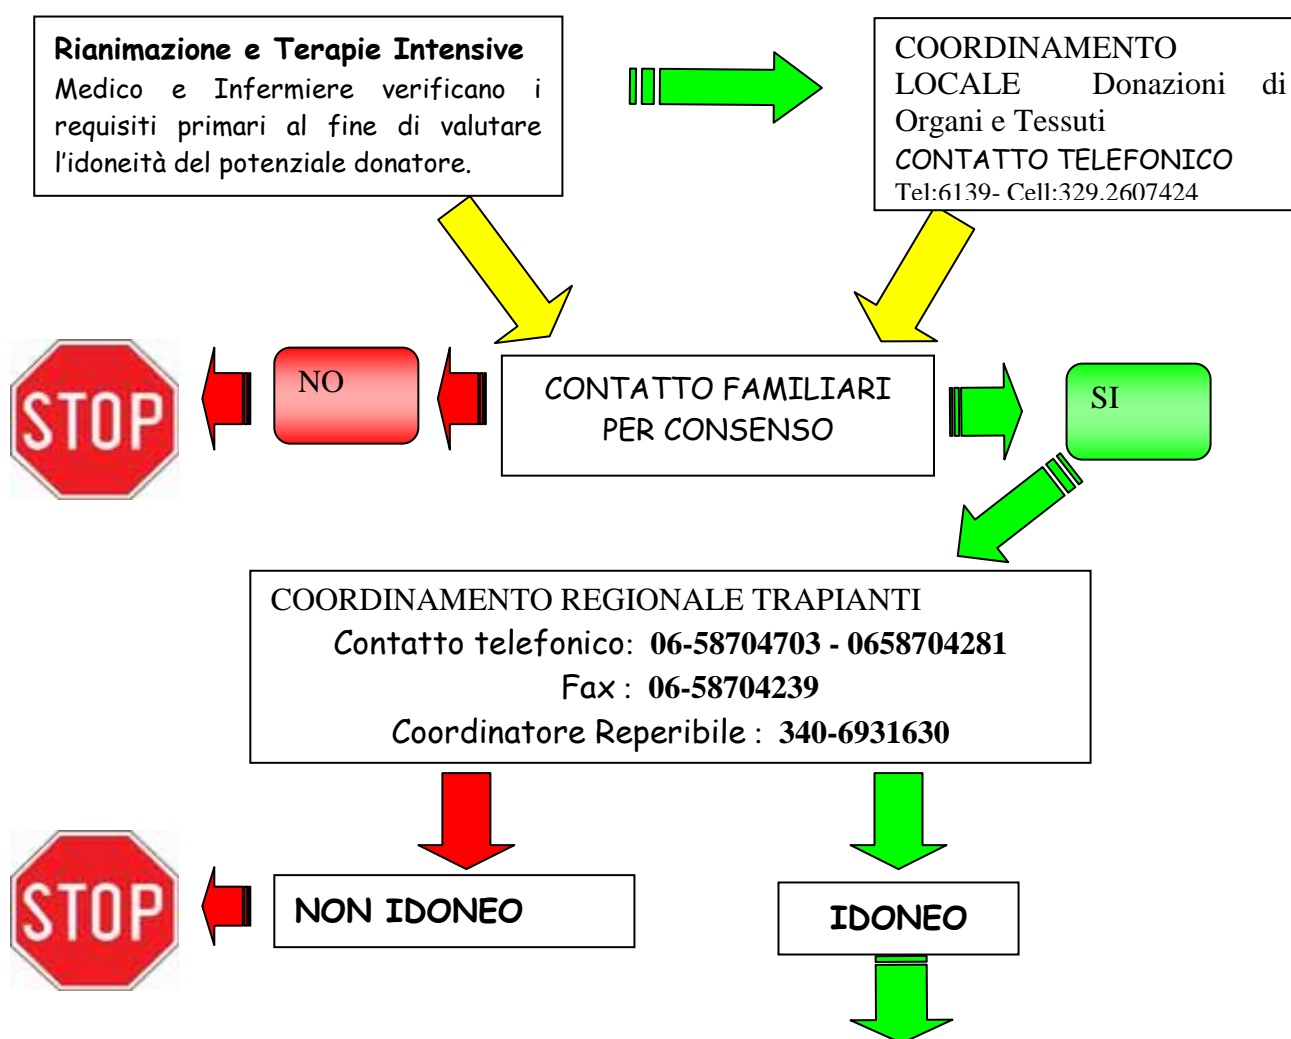 Rianimazione e Terapie Intensive
Medico e Infermiere verificano i
requisiti primari al fine di valutare
l'idoneità del potenziale donatore.
COORDINAMENTO
LOCALE Donazioni di
Organi e Tessuti
CONTATTO TELEFONICO
Tel:6139- Cell:329.2607424
STOP
NO
CONTATTO FAMILIARI
PER CONSENSO
SI
COORDINAMENTO REGIONALE TRAPIANTI
Contatto telefonico: 06-58704703 - 0658704281
Fax : 06-58704239
Coordinatore Reperibile : 340-6931630
STOP
NON IDONEO
IDONEO